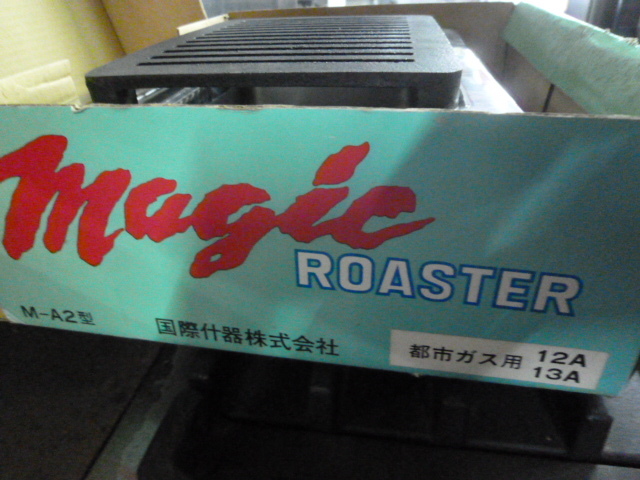 magic
ROASTER
M-A2型
国際什器株式会社
都市ガス用 12A
13A